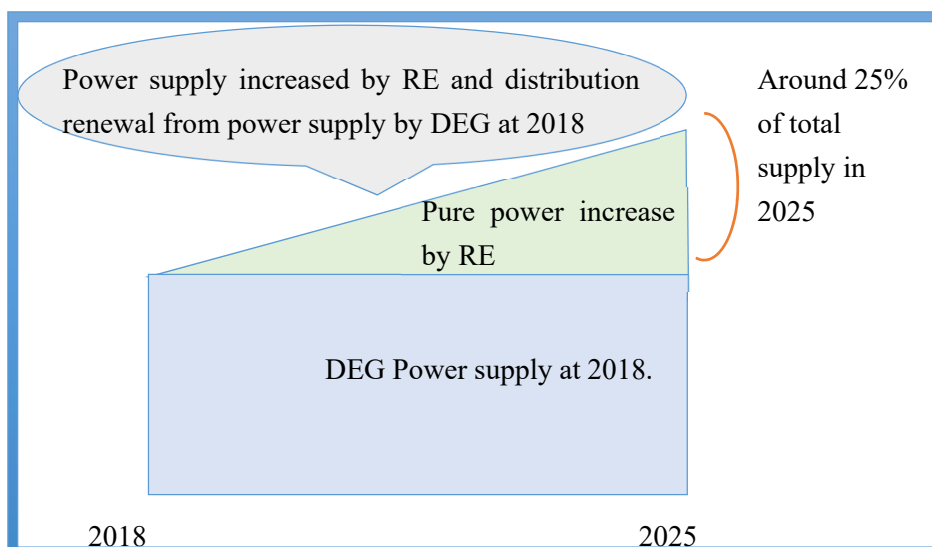 Power supply increased by RE and distribution
renewal from power supply by DEG at 2018
Around 25%
of total
supply in
2025
Pure power increase
by RE
DEG Power supply at 2018.
2018
2025